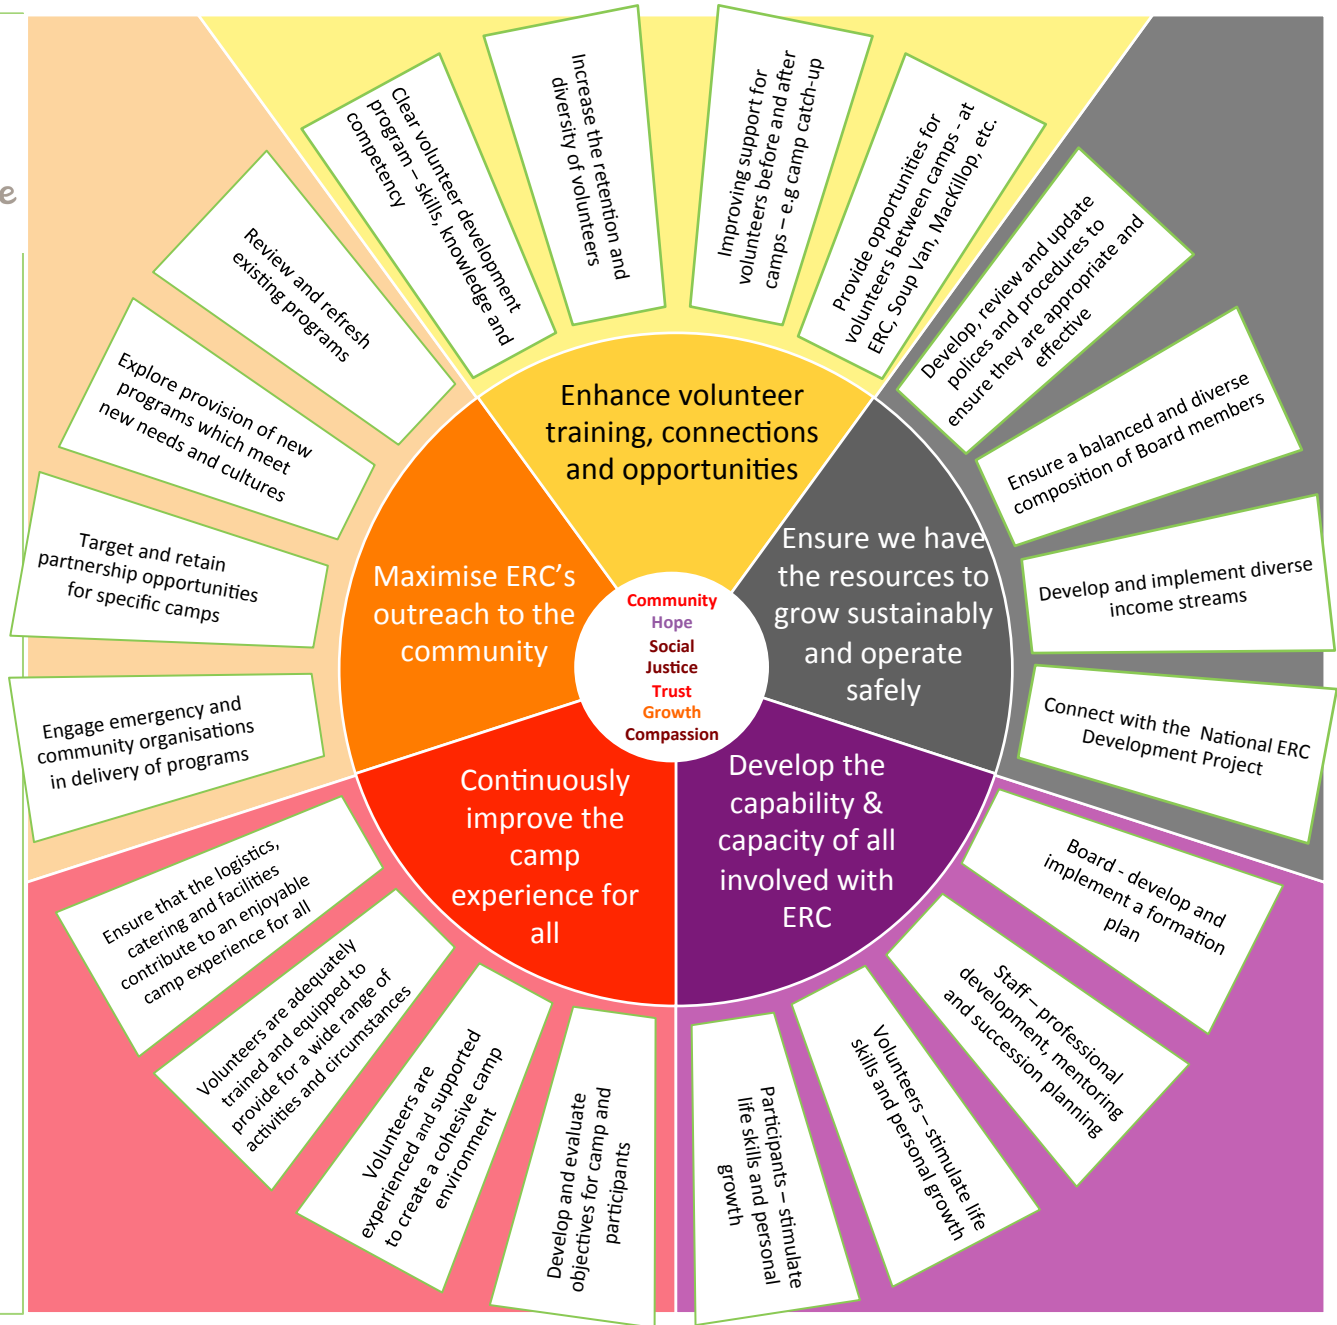 e
Clear volunteer development
program – skills, knowledge and
competency
Increase the retention and
diversity of volunteers
Improving support for
volunteers before and after
camps – e.g camp catch-up
Provide opportunities for
volunteers between camps - at
ERC, Soup Van, MacKillop, etc.
Develop, review and update
polices and procedures to
ensure they are appropriate and
effective
Ensure a balanced and diverse
composition of Board members
Develop and implement diverse
income streams
Connect with the National ERC
Development Project
Board - develop and
implement a formation
plan
Staff – professional
development, mentoring
and succession planning
Volunteers – stimulate life
skills and personal growth
Participants – stimulate
life skills and personal
growth
Develop and evaluate
objectives for camp and
participants
Volunteers are
experienced and supported
to create a cohesive camp
environment
Volunteers are adequately
trained and equipped to
provide for a wide range of
activities and circumstances
Ensure that the logistics,
catering and facilities
contribute to an enjoyable
camp experience for all
Engage emergency and
community organisations
in delivery of programs
Target and retain
partnership opportunities
for specific camps
Explore provision of new
programs which meet
new needs and cultures
Review and refresh
existing programs
Enhance volunteer
training, connections
and opportunities
Ensure we have
the resources to
grow sustainably
and operate
safely
Develop the
capability &
capacity of all
involved with
ERC
Continuously
improve the
camp
experience for
all
Maximise ERC's
outreach to the
community
Community
Hope
Social
Justice
Trust
Growth
Compassion